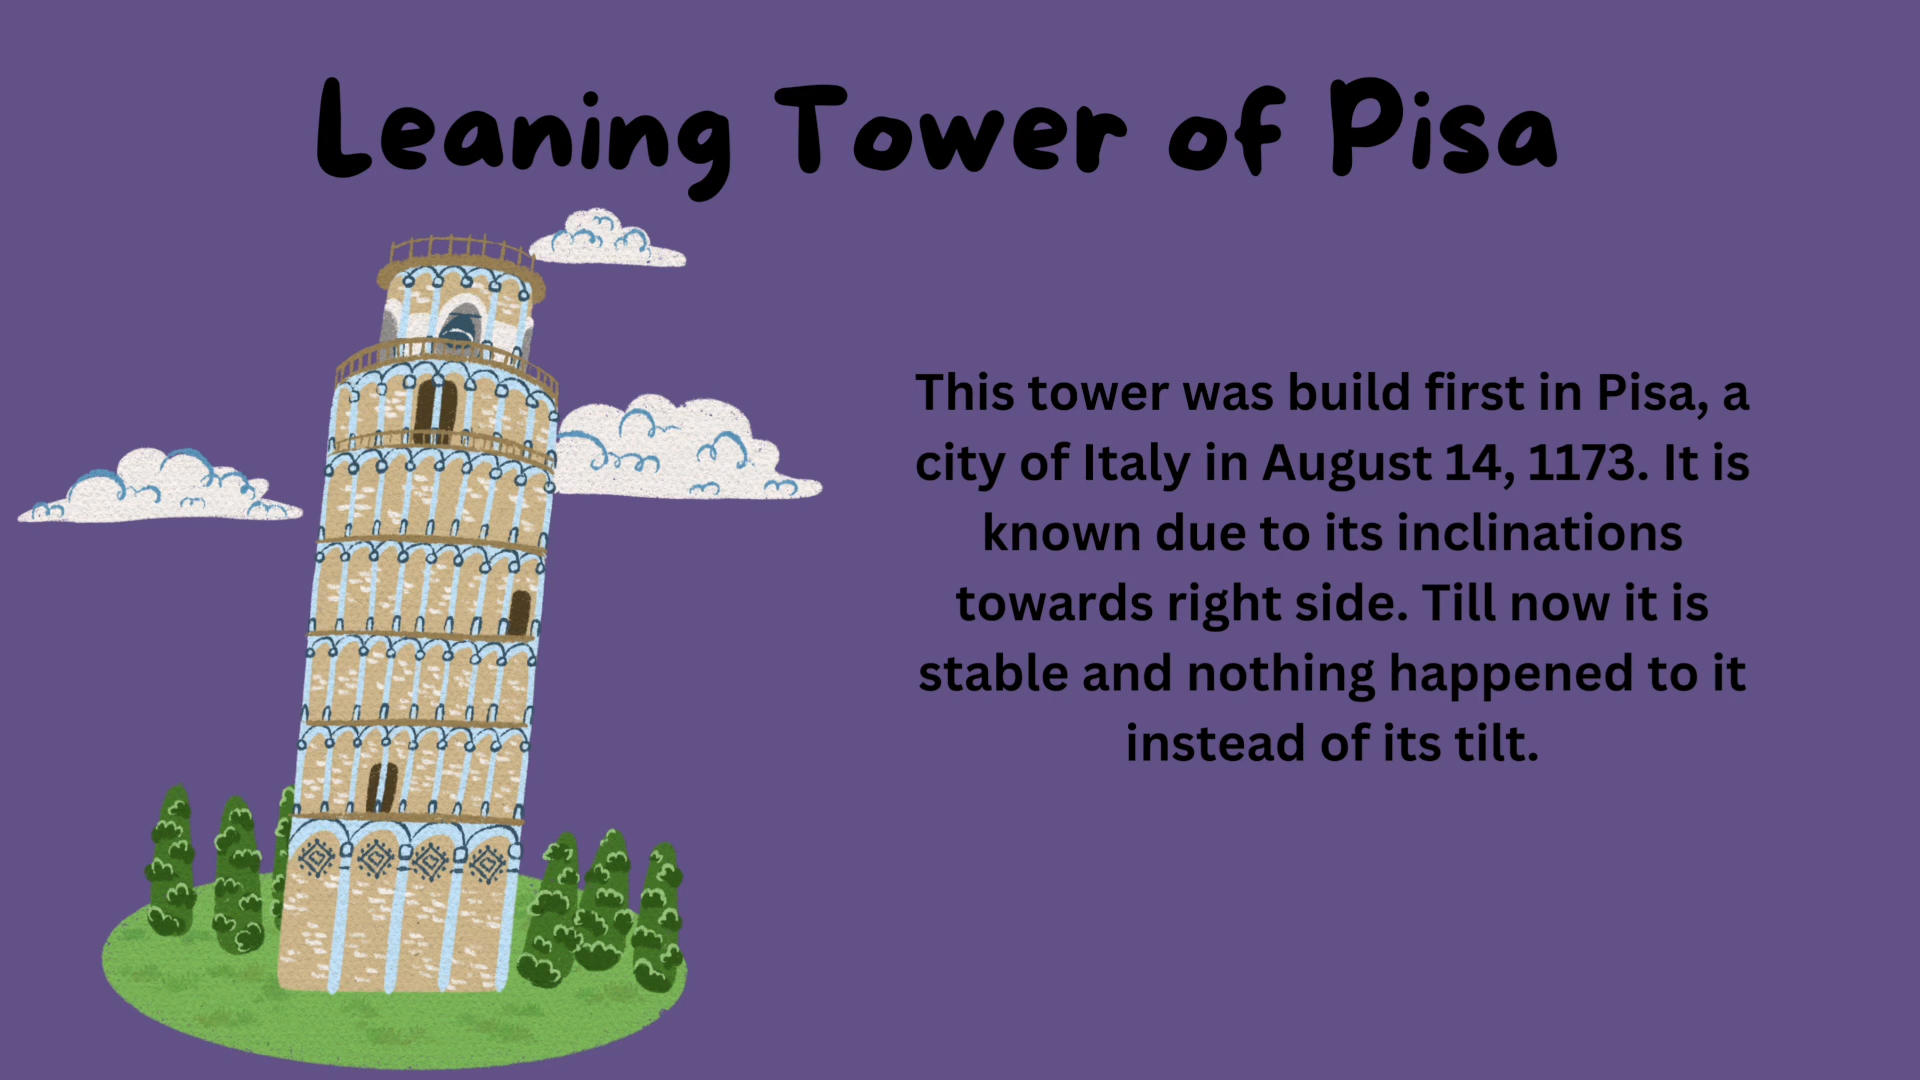 Leaning Tower of Pisa
This tower was build first in Pisa, a
city of Italy in August 14, 1173. It is
known due to its inclinations
towards right side. Till now it is
stable and nothing happened to it
instead of its tilt.